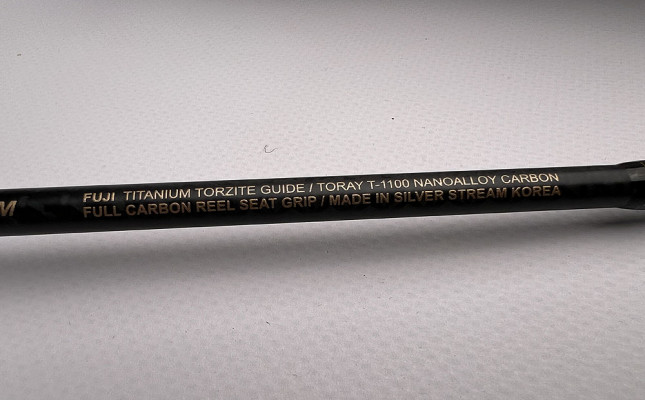 M
FUJI TITANIUM TORZITE GUIDE / TORAY T-1100 NANOALLOY CARBON
FULL CARBON REEL SEAT GRIP / MADE IN SILVER STREAM KOREA